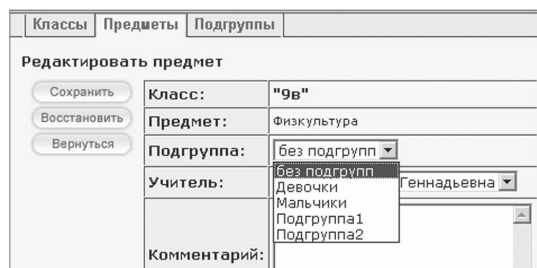 Классы Предметы Подгруппы
Редактировать предмет
Сохранить
Восстановить
Вернуться
Класс: "9в"
Предмет: Физкультура
Подгруппа: без подгрупп
без подгрупп
Учитель: Геннадьевна
Девочки
Мальчики
Подгруппа1
Подгруппа2
Комментарий: